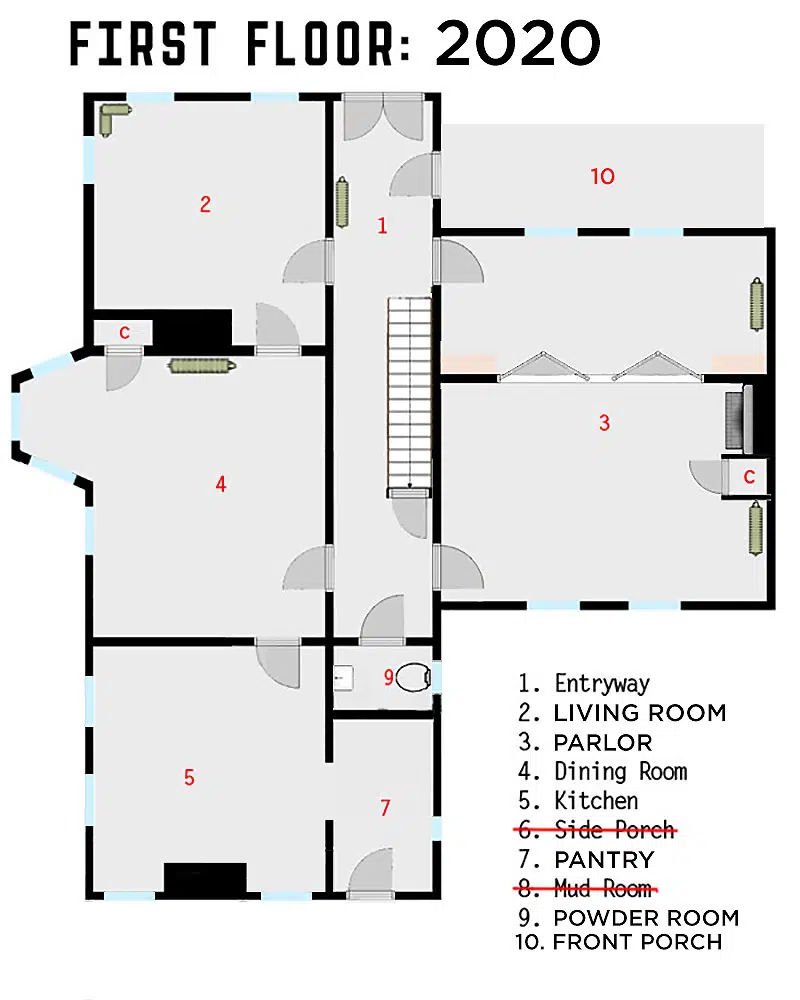 FIRST FLOOR: 2020
10
2
1
C
3
4
C
9
5
7
1. Entryway
2. LIVING ROOM
3. PARLOR
4. Dining Room
5. Kitchen
6. Side Porch
7. PANTRY
8. Mud Room
9. POWDER ROOM
10. FRONT PORCH